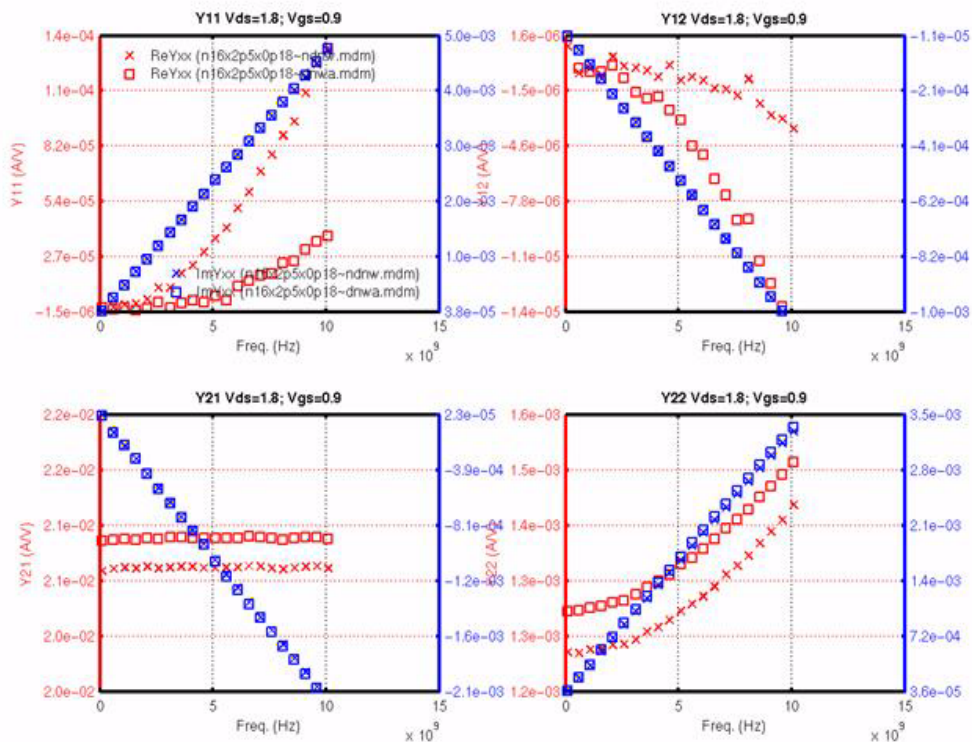 Y11 Vds=1.8; Vgs=0.9
1.4e−04
1.1e−04
8.2e−05
5.4e−05
2.7e−05
−1.5e−06
Y11 (A/V)
ReYxx (n16x2p5x0p18~ndnw.mdm)
ReYxx (n16x2p5x0p18~dnwa.mdm)
ImYxx (n16x2p5x0p18~ndnw.mdm)
ImYxx (n16x2p5x0p18~dnwa.mdm)
5.0e−03
4.0e−03
3.0e−03
2.0e−03
1.0e−03
3.8e−05
0 5 10 15
Freq. (Hz)
x 10^9
Y12 Vds=1.8; Vgs=0.9
1.6e−06
−1.5e−06
−4.6e−06
−7.8e−06
−1.1e−05
−1.4e−05
Y12 (A/V)
−1.1e−05
−2.1e−04
−4.1e−04
−6.2e−04
−8.2e−04
−1.0e−03
0 5 10 15
Freq. (Hz)
x 10^9
Y21 Vds=1.8; Vgs=0.9
2.2e−02
2.2e−02
2.1e−02
2.1e−02
2.0e−02
2.0e−02
Y21 (A/V)
2.3e−05
−3.9e−04
−8.1e−04
−1.2e−03
−1.6e−03
−2.1e−03
0 5 10 15
Freq. (Hz)
x 10^9
Y22 Vds=1.8; Vgs=0.9
1.6e−03
1.5e−03
1.4e−03
1.3e−03
1.3e−03
1.2e−03
Y22 (A/V)
3.5e−03
2.8e−03
2.1e−03
1.4e−03
7.2e−04
3.6e−05
0 5 10 15
Freq. (Hz)
x 10^9